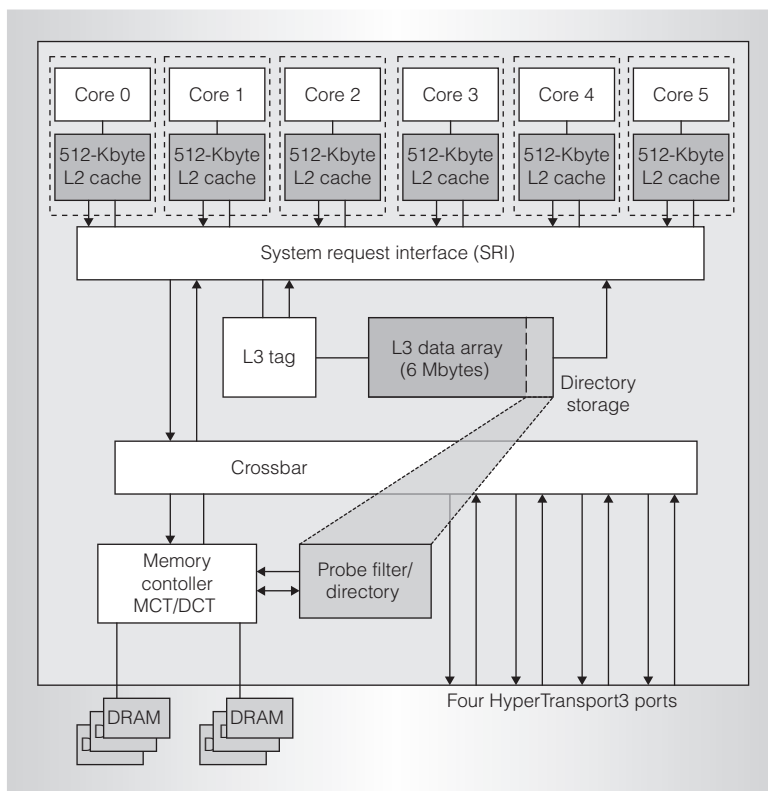 Core 0
Core 1
Core 2
Core 3
Core 4
Core 5
512-Kbyte
L2 cache
512-Kbyte
L2 cache
512-Kbyte
L2 cache
512-Kbyte
L2 cache
512-Kbyte
L2 cache
512-Kbyte
L2 cache
System request interface (SRI)
L3 tag
L3 data array
(6 Mbytes)
Directory
storage
Crossbar
Memory
contoller
MCT/DCT
Probe filter/
directory
Four HyperTransport3 ports
DRAM
DRAM